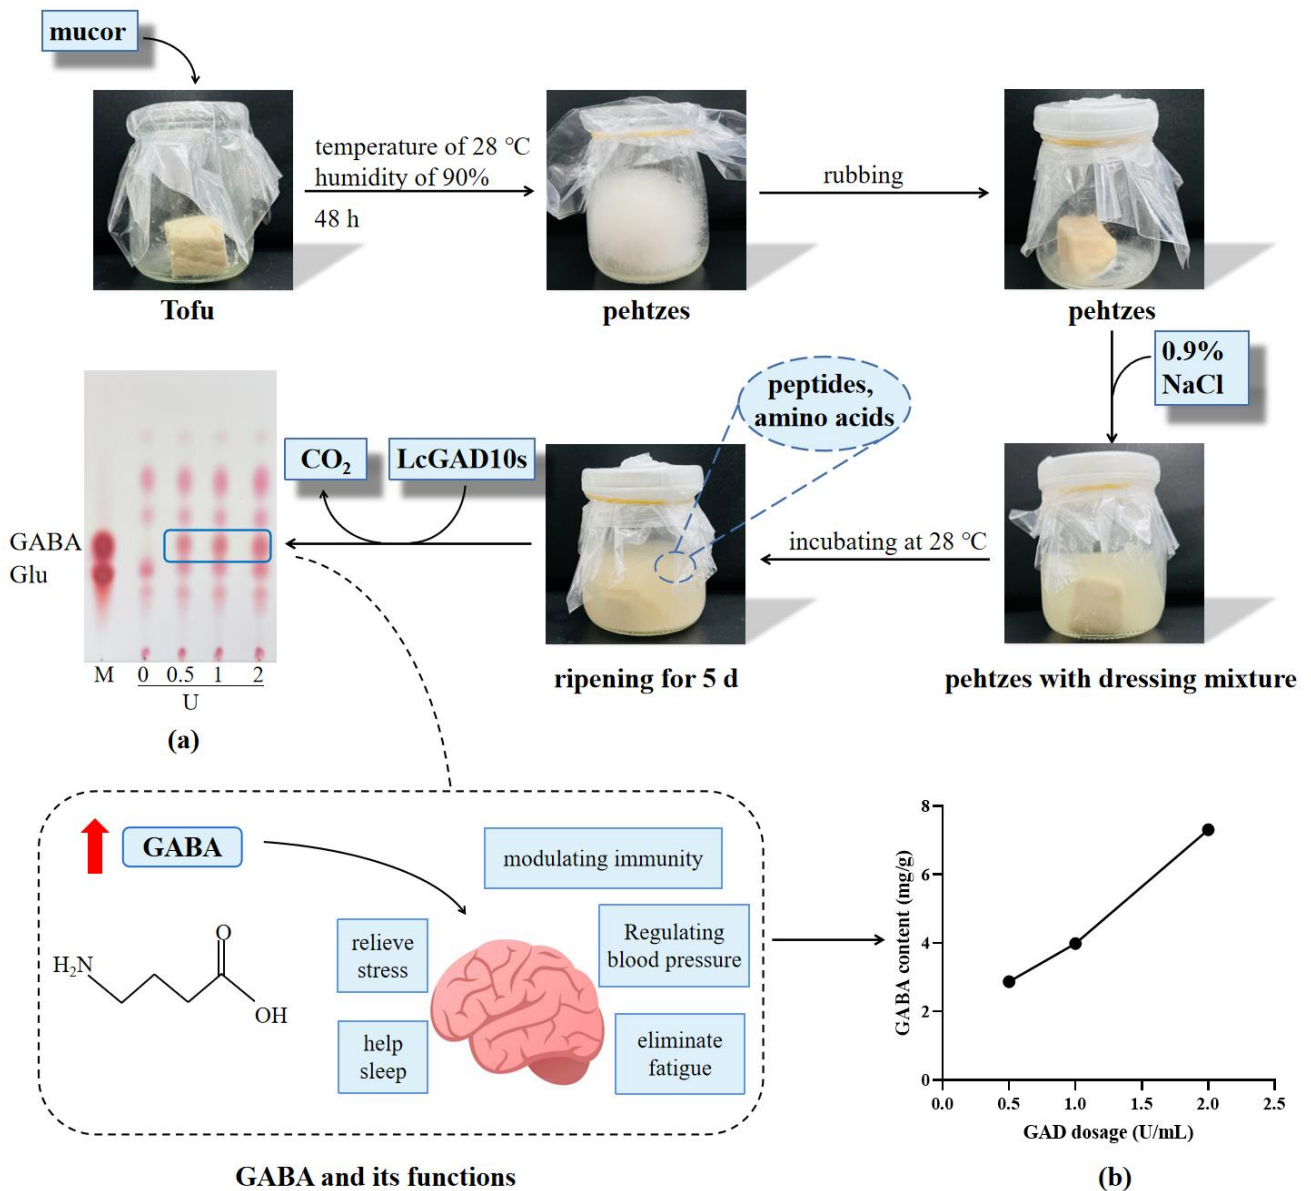 mucor
temperature of 28 °C
humidity of 90%
48 h
rubbing
Tofu
pehtzes
pehtzes
0.9%
NaCl
peptides,
amino acids
CO₂
LcGAD10s
incubating at 28 °C
GABA
Glu
M
0
0.5
1
2
U
(a)
ripening for 5 d
pehtzes with dressing mixture
GABA
modulating immunity
relieve
stress
Regulating
blood pressure
help
sleep
eliminate
fatigue
H₂N
O
OH
GABA and its functions
GABA content (mg/g)
8
6
4
2
0
0.0
0.5
1.0
1.5
2.0
2.5
GAD dosage (U/mL)
(b)